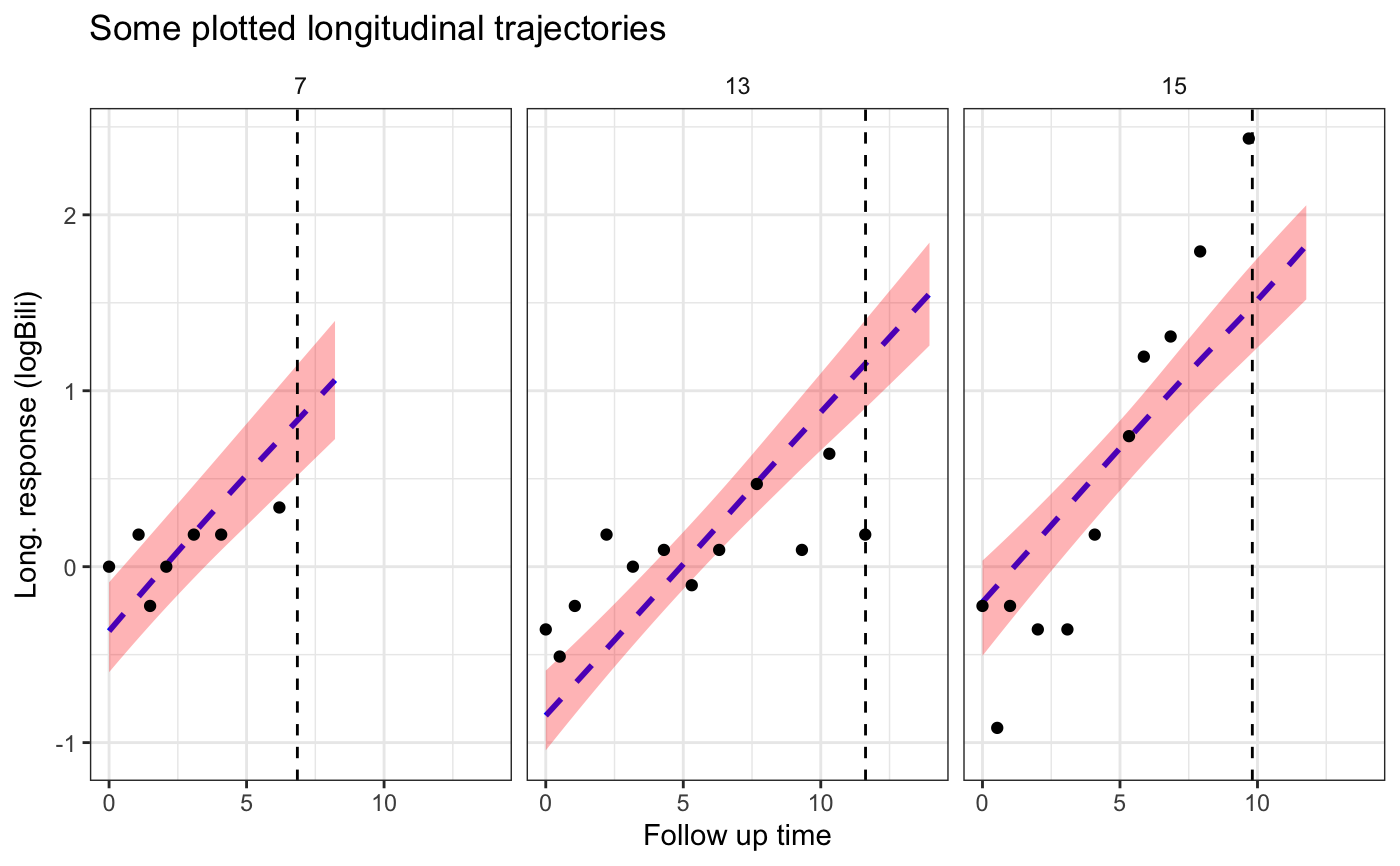 Some plotted longitudinal trajectories
7 13 15
Long. response (logBili)
2
1
0
-1
0 5 10 0 5 10 0 5 10
Follow up time